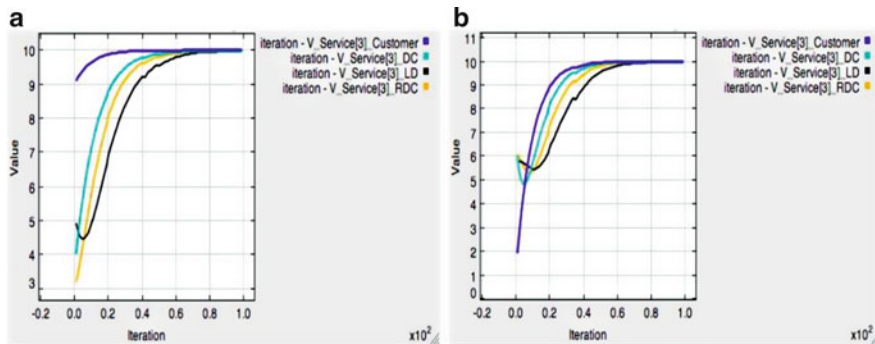 a
10
9
8
7
6
5
4
3
Value
-0.2 0.0 0.2 0.4 0.6 0.8 1.0
Iteration
x10²
iteration - V_Service[3]_Customer
iteration - V_Service[3]_DC
iteration - V_Service[3]_LD
iteration - V_Service[3]_RDC
b
11
10
9
8
7
6
5
4
3
2
1
0
Value
-0.2 0.0 0.2 0.4 0.6 0.8 1.0
Iteration
x10²
iteration - V_Service[3]_Customer
iteration - V_Service[3]_DC
iteration - V_Service[3]_LD
iteration - V_Service[3]_RDC